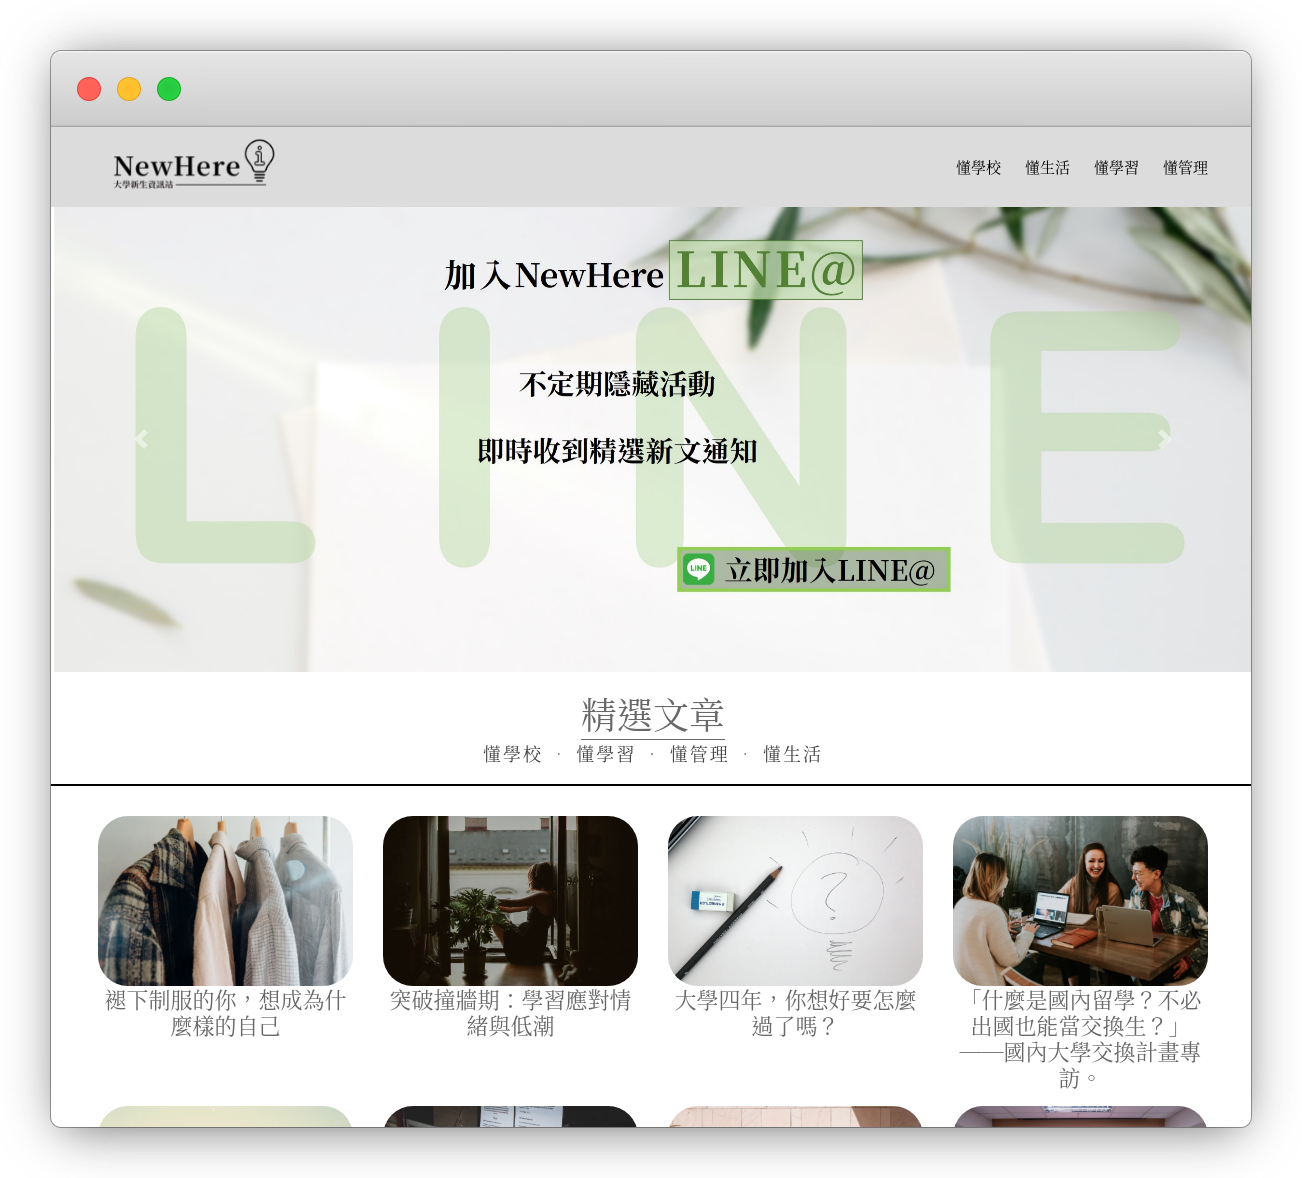 NewHere
大學新生資訊站
懂學校 懂生活 懂學習 懂管理
加入NewHere LINE@
LINE
不定期隱藏活動
即時收到精選新文通知
LINE 立即加入LINE@
精選文章
懂學校 · 懂學習 · 懂管理 · 懂生活
褪下制服的你，想成為什
麼樣的自己
突破撞牆期：學習應對情
緒與低潮
大學四年，你想好要怎麼
過了嗎？
「什麼是國內留學？不必
出國也能當交換生？」
——國內大學交換計畫專
訪。